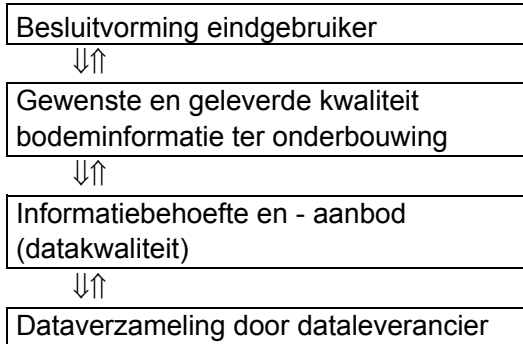 Besluitvorming eindgebruiker
⇓⇑
Gewenste en geleverde kwaliteit
bodeminformatie ter onderbouwing
⇓⇑
Informatiebehoefte en - aanbod
(datakwaliteit)
⇓⇑
Dataverzameling door dataleverancier